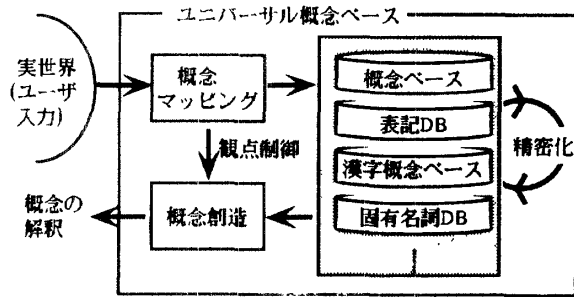 ユニバーサル概念ベース
実世界
(ユーザ
入力)
概念
マッピング
観点制御
概念創造
概念の
解釈
概念ベース
表記DB
漢字概念ベース
固有名詞DB
精密化